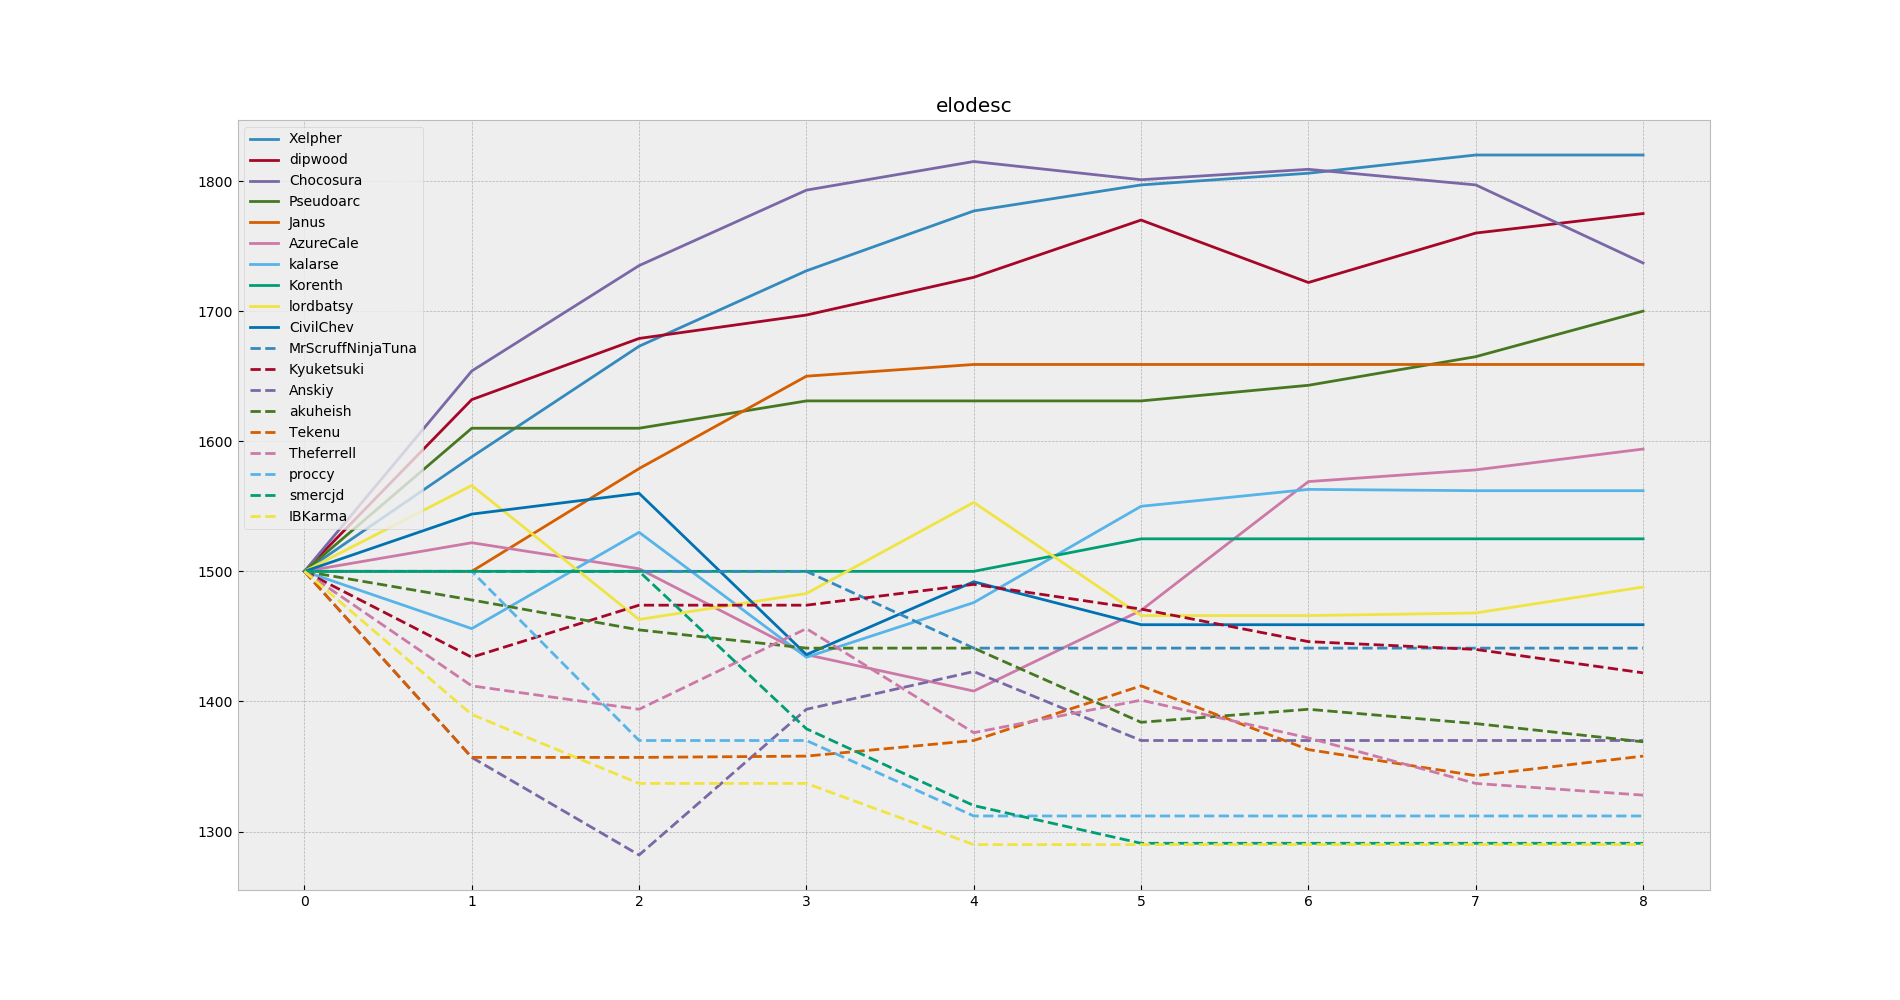 elodesc
Xelpher
dipwood
Chocosura
Pseudoarc
Janus
AzureCale
kalarse
Korenth
lordbatsy
CivilChev
MrScruffNinjaTuna
Kyuketsuki
Anskiy
akuheish
Tekenu
Theferrell
proccy
smercjd
IBKarma
1800
1700
1600
1500
1400
1300
0 1 2 3 4 5 6 7 8